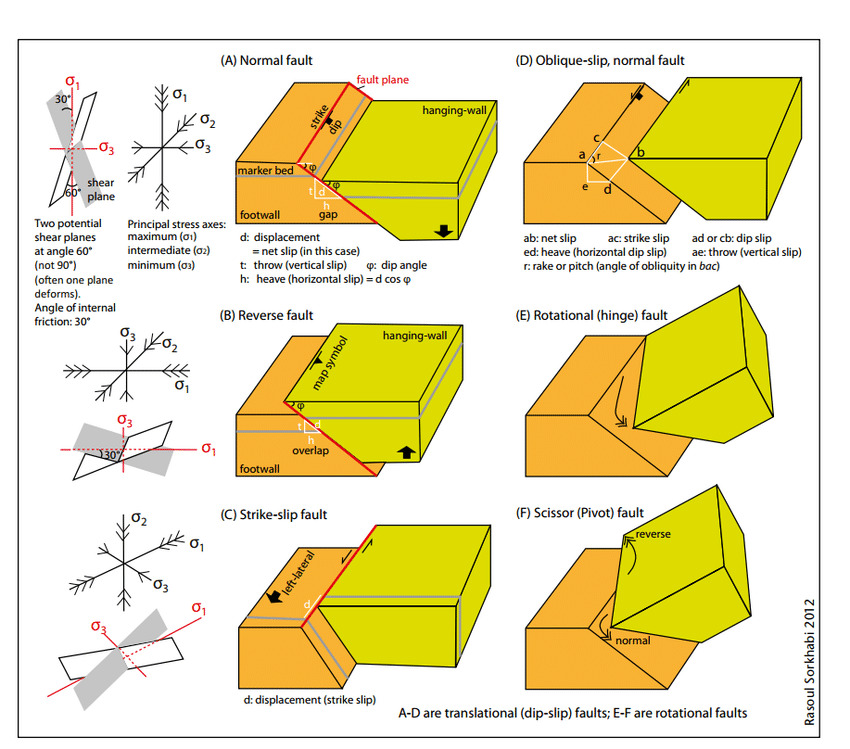 (A) Normal fault
fault plane
hanging-wall
strike
dip
marker bed
φ
φ
t
d
h
gap
footwall
d: displacement
= net slip (in this case)
t: throw (vertical slip) φ: dip angle
h: heave (horizontal slip) = d cos φ
(D) Oblique-slip, normal fault
c
a
r
b
e
d
ab: net slip ac: strike slip ad or cb: dip slip
ed: heave (horizontal dip slip) ae: throw (vertical slip)
r: rake or pitch (angle of obliquity in bac)
σ1
30°
σ3
60°
shear
plane
σ1
σ2
σ3
Two potential
shear planes
at angle 60°
(not 90°)
(often one plane
deforms).
Angle of internal
friction: 30°
Principal stress axes:
maximum (σ1)
intermediate (σ2)
minimum (σ3)
(B) Reverse fault
hanging-wall
map symbol
φ
t
d
h
overlap
footwall
σ3
σ2
σ1
σ3
σ1
30°
(E) Rotational (hinge) fault
(C) Strike-slip fault
left-lateral
d
d: displacement (strike slip)
σ2
σ1
σ3
σ3
σ1
(F) Scissor (Pivot) fault
reverse
normal
A-D are translational (dip-slip) faults; E-F are rotational faults
Rasoul Sorkhabi 2012